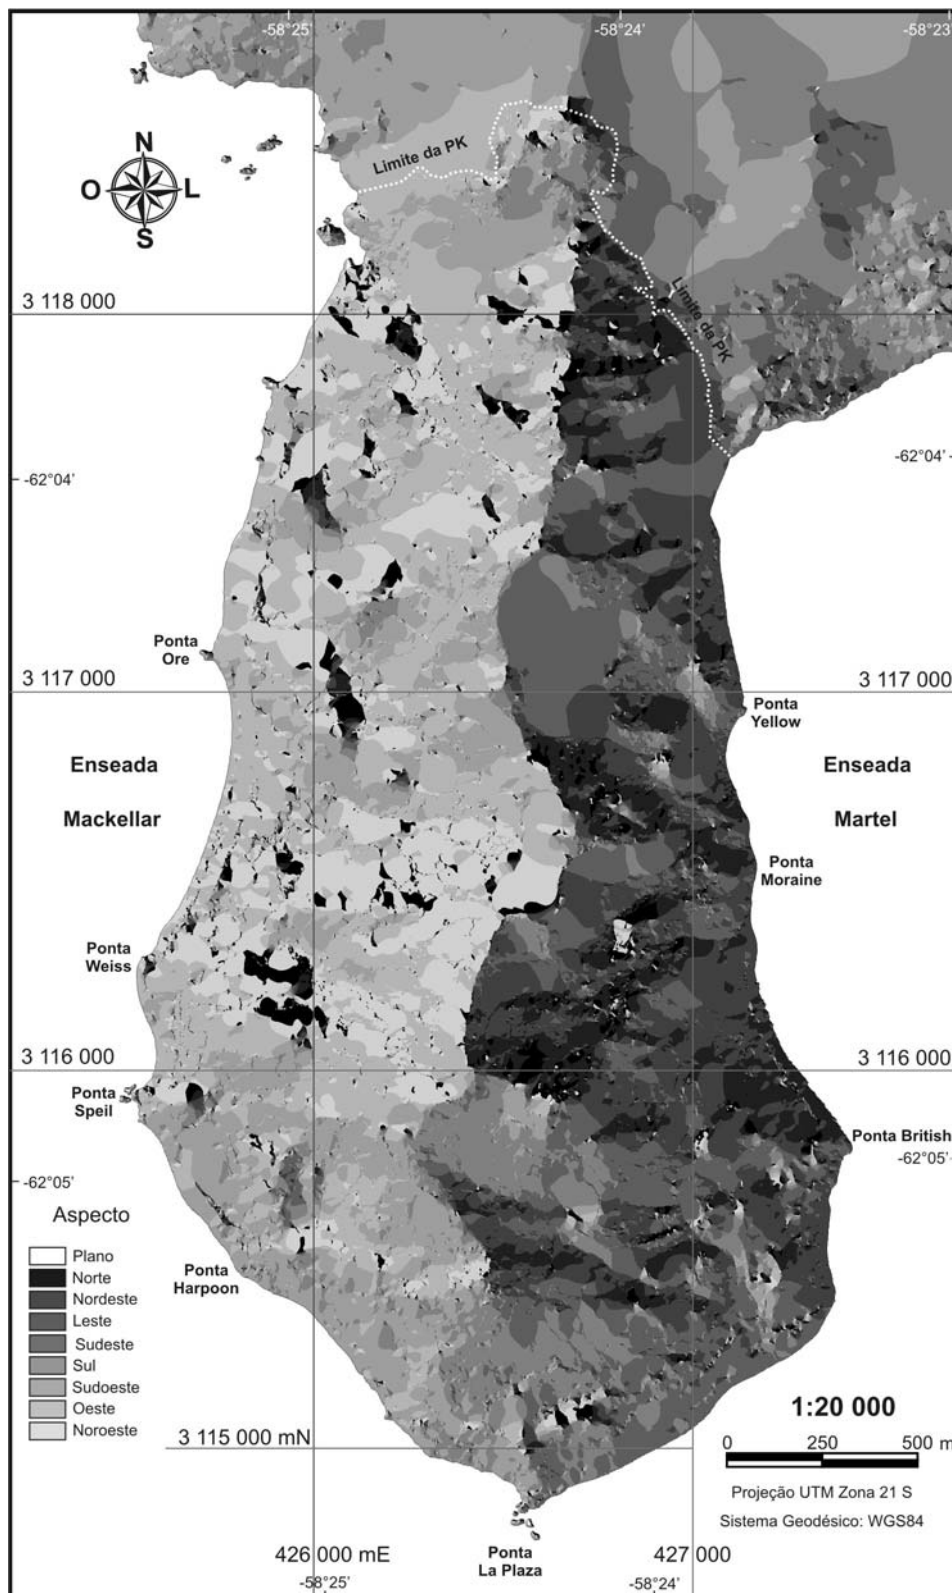 -58°25'
-58°24'
-58°23
Limite da PK
N
O
L
S
3 118 000
Limite da PK
-62°04'
-62°04'
Ponta
Ore
3 117 000
3 117 000
Ponta
Yellow
Enseada
Mackellar
Enseada
Martel
Ponta
Moraine
Ponta
Weiss
3 116 000
3 116 000
Ponta
Speil
Ponta British
-62°05'
-62°05'
Aspecto
Plano
Norte
Nordeste
Leste
Sudeste
Sul
Sudoeste
Oeste
Noroeste
Ponta
Harpoon
1:20 000
0 250 500 m
3 115 000 mN
Projeção UTM Zona 21 S
Sistema Geodésico: WGS84
426 000 mE
Ponta
La Plaza
427 000
-58°25'
-58°24'